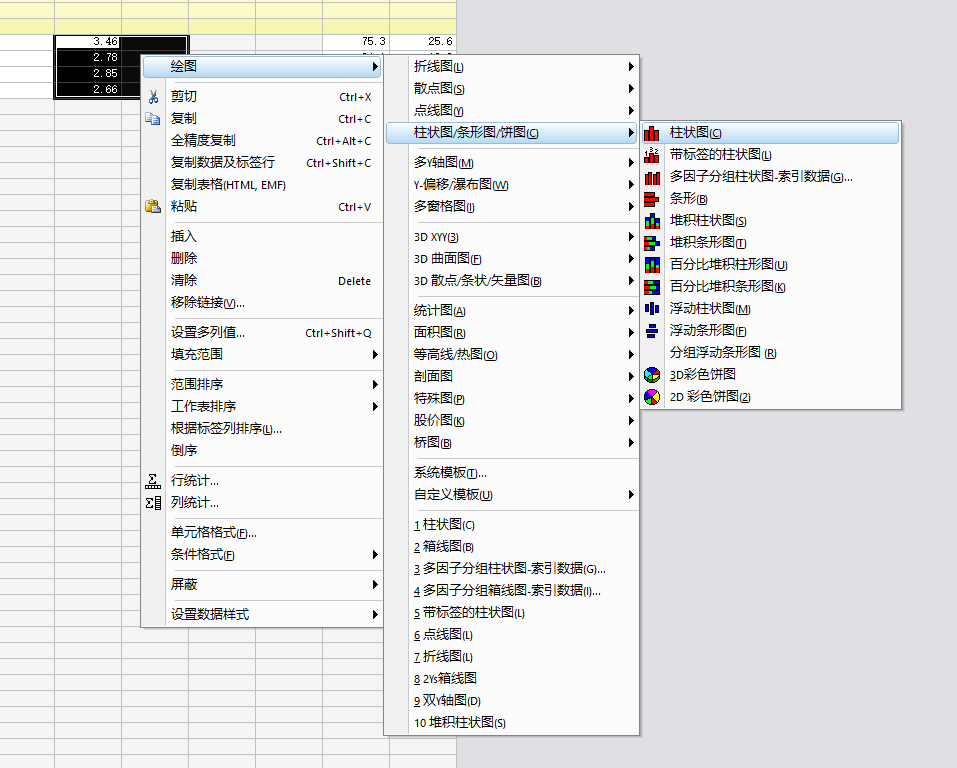 3.46
75.3
25.6
2.78
2.85
2.66
绘图
剪切 Ctrl+X
复制 Ctrl+C
全精度复制 Ctrl+Alt+C
复制数据及标签行 Ctrl+Shift+C
复制表格(HTML, EMF)
粘贴 Ctrl+V
插入
删除
清除 Delete
移除链接(V)...
设置多列值... Ctrl+Shift+Q
填充范围
范围排序
工作表排序
根据标签列排序(L)...
倒序
行统计...
列统计...
单元格格式(F)...
条件格式(F)
屏蔽
设置数据样式
折线图(L)
散点图(S)
点线图(Y)
柱状图/条形图/饼图(C)
多Y轴图(M)
Y-偏移/瀑布图(W)
多窗格图(I)
3D XYY(3)
3D 曲面图(F)
3D 散点/条状/矢量图(B)
统计图(A)
面积图(R)
等高线/热图(O)
剖面图
特殊图(P)
股价图(K)
桥图(B)
系统模板(T)...
自定义模板(U)
1 柱状图(C)
2 箱线图(B)
3 多因子分组柱状图-索引数据(G)...
4 多因子分组箱线图-索引数据(I)...
5 带标签的柱状图(L)
6 点线图(L)
7 折线图(L)
8 2Ys箱线图
9 双Y轴图(D)
10 堆积柱状图(S)
柱状图(C)
带标签的柱状图(L)
多因子分组柱状图-索引数据(G)...
条形(B)
堆积柱状图(S)
堆积条形图(T)
百分比堆积柱形图(U)
百分比堆积条形图(K)
浮动柱状图(M)
浮动条形图(F)
分组浮动条形图 (R)
3D彩色饼图
2D 彩色饼图(2)